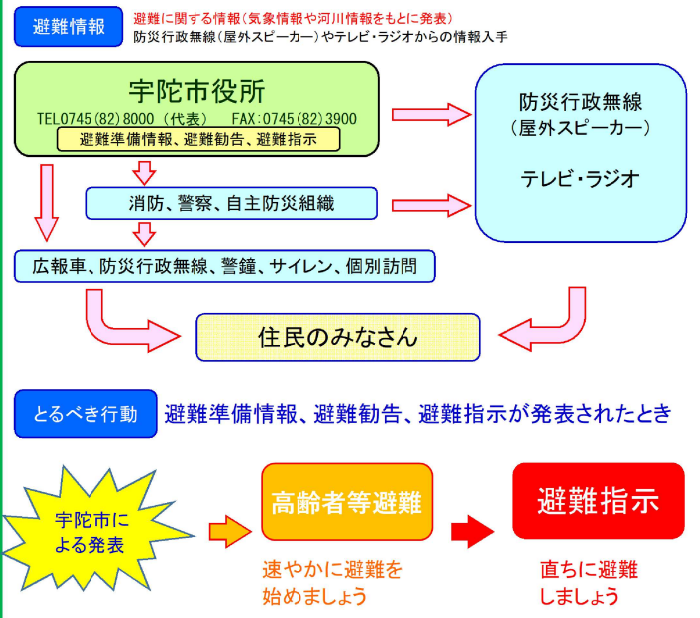 避難情報
避難に関する情報（気象情報や河川情報をもとに発表）
防災行政無線（屋外スピーカー）やテレビ・ラジオからの情報入手
宇陀市役所
TEL0745(82)8000（代表）　FAX:0745(82)3900
避難準備情報、避難勧告、避難指示
防災行政無線
（屋外スピーカー）
テレビ・ラジオ
消防、警察、自主防災組織
広報車、防災行政無線、警鐘、サイレン、個別訪問
住民のみなさん
とるべき行動
避難準備情報、避難勧告、避難指示が発表されたとき
宇陀市に
よる発表
高齢者等避難
速やかに避難を
始めましょう
避難指示
直ちに避難
しましょう